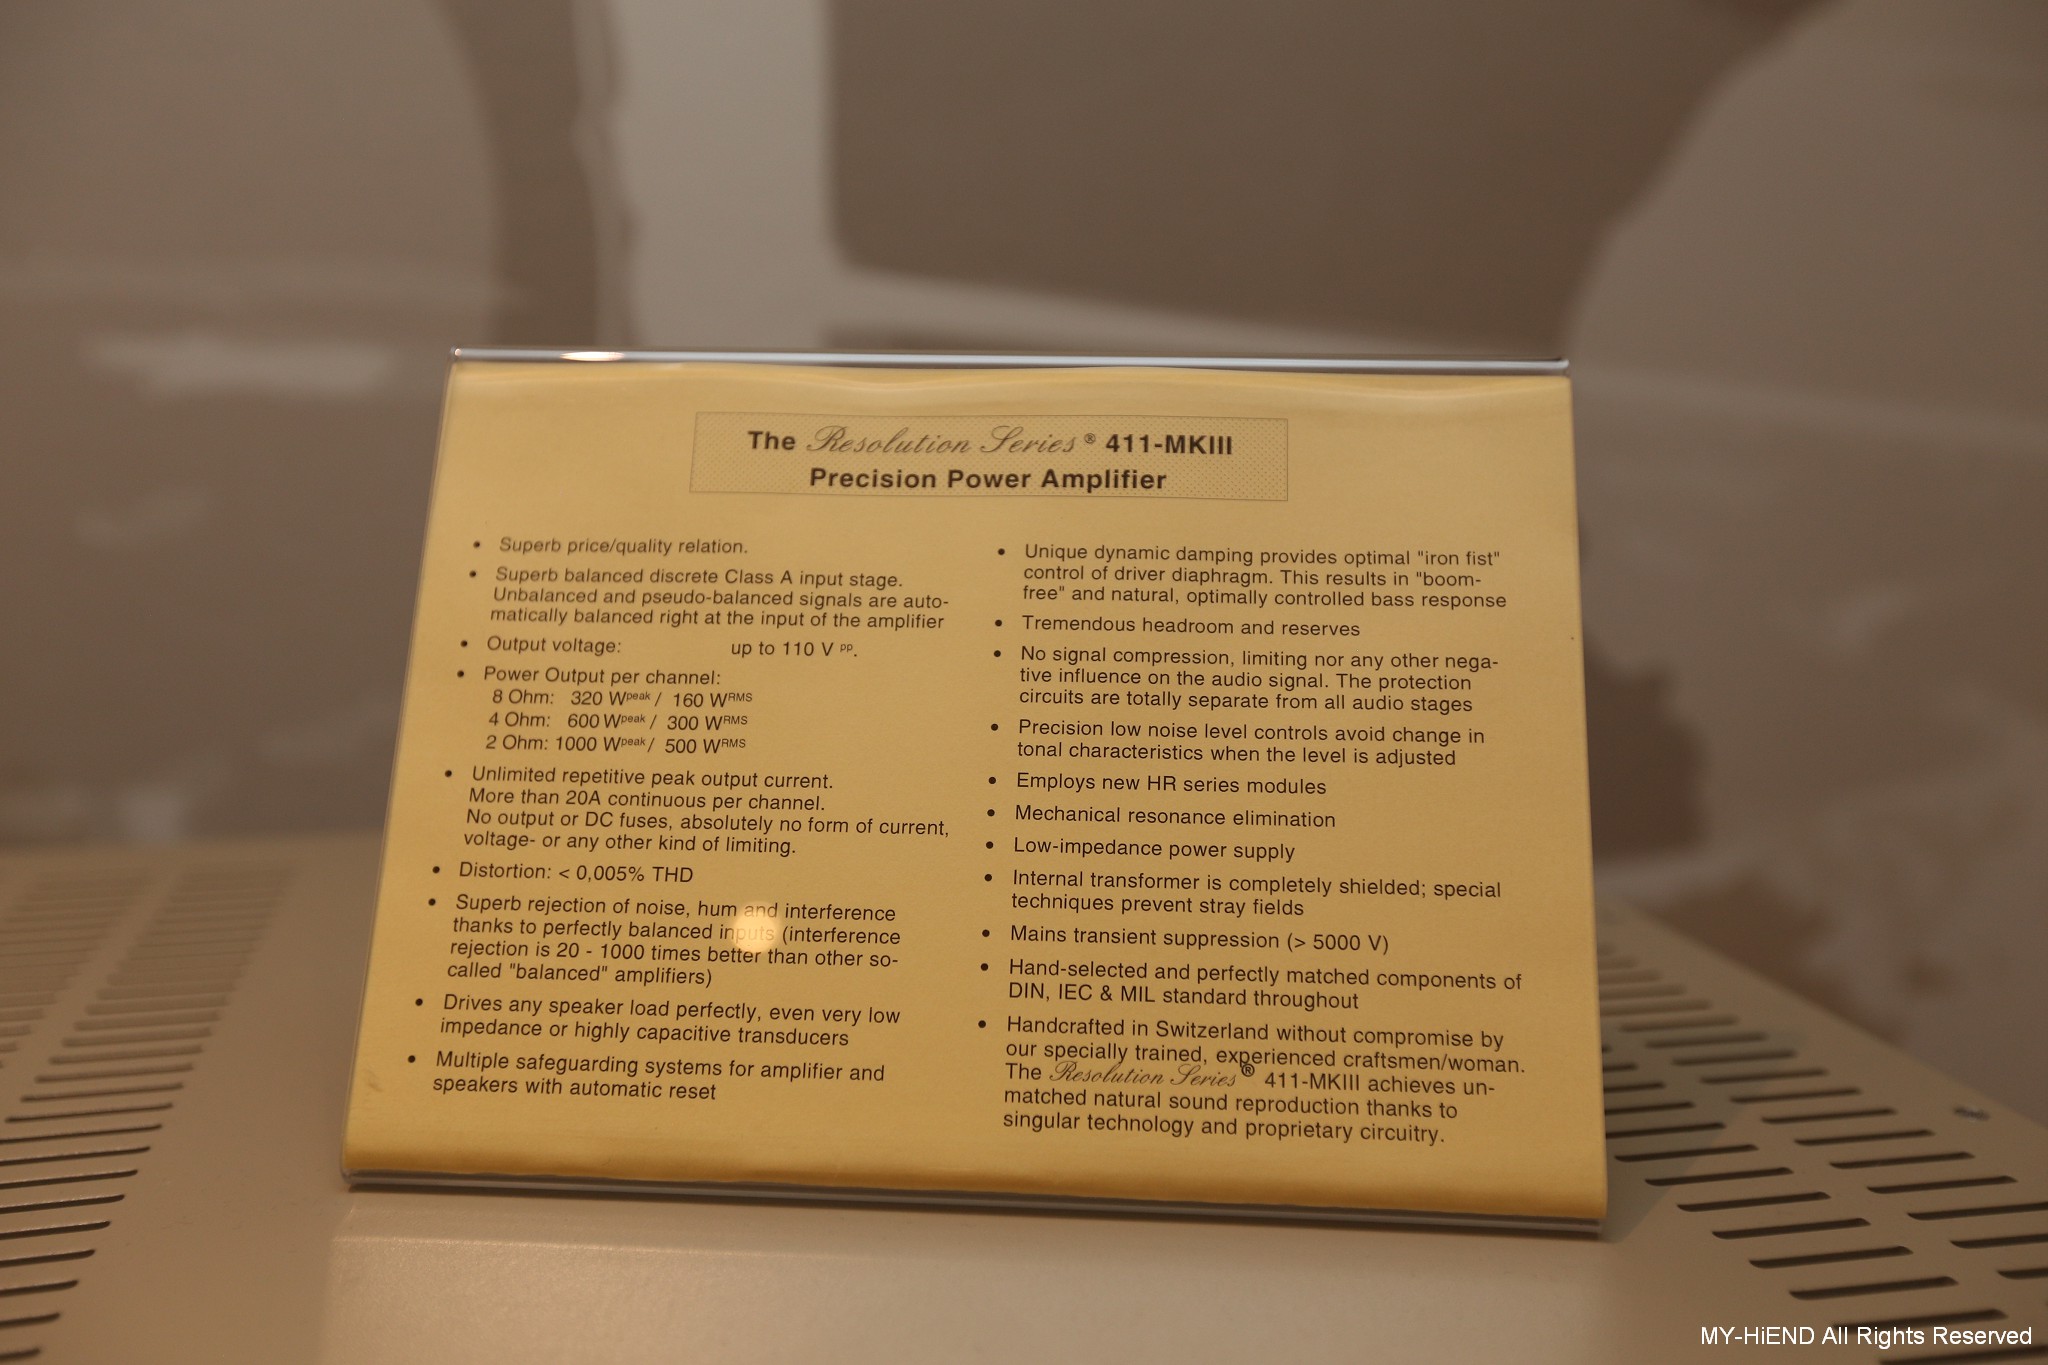 The Resolution Series® 411-MKIII
Precision Power Amplifier
• Superb price/quality relation.
• Superb balanced discrete Class A input stage.
Unbalanced and pseudo-balanced signals are auto-
matically balanced right at the input of the amplifier
• Output voltage: up to 110 V pp.
• Power Output per channel:
8 Ohm: 320 Wpeak / 160 WRMS
4 Ohm: 600 Wpeak / 300 WRMS
2 Ohm: 1000 Wpeak / 500 WRMS
• Unlimited repetitive peak output current.
More than 20A continuous per channel.
No output or DC fuses, absolutely no form of current,
voltage- or any other kind of limiting.
• Distortion: < 0,005% THD
• Superb rejection of noise, hum and interference
thanks to perfectly balanced inputs (interference
rejection is 20 - 1000 times better than other so-
called "balanced" amplifiers)
• Drives any speaker load perfectly, even very low
impedance or highly capacitive transducers
• Multiple safeguarding systems for amplifier and
speakers with automatic reset
• Unique dynamic damping provides optimal "iron fist"
control of driver diaphragm. This results in "boom-
free" and natural, optimally controlled bass response
• Tremendous headroom and reserves
• No signal compression, limiting nor any other nega-
tive influence on the audio signal. The protection
circuits are totally separate from all audio stages
• Precision low noise level controls avoid change in
tonal characteristics when the level is adjusted
• Employs new HR series modules
• Mechanical resonance elimination
• Low-impedance power supply
• Internal transformer is completely shielded; special
techniques prevent stray fields
• Mains transient suppression (> 5000 V)
• Hand-selected and perfectly matched components of
DIN, IEC & MIL standard throughout
• Handcrafted in Switzerland without compromise by
our specially trained, experienced craftsmen/woman.
The Resolution Series® 411-MKIII achieves un-
matched natural sound reproduction thanks to
singular technology and proprietary circuitry.
MY-HiEND All Rights Reserved